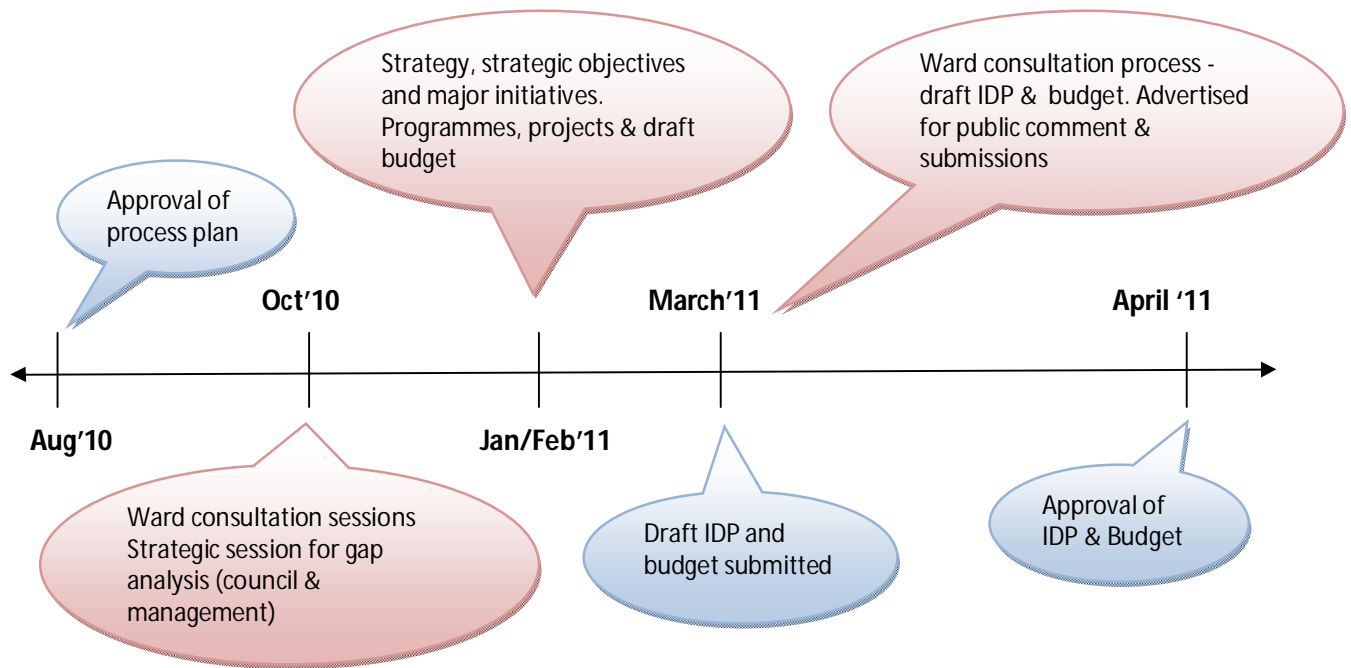 Strategy, strategic objectives
and major initiatives.
Programmes, projects & draft
budget
Ward consultation process -
draft IDP & budget. Advertised
for public comment &
submissions
Approval of
process plan
Oct'10
March'11
April '11
Aug'10
Jan/Feb'11
Ward consultation sessions
Strategic session for gap
analysis (council &
management)
Draft IDP and
budget submitted
Approval of
IDP & Budget